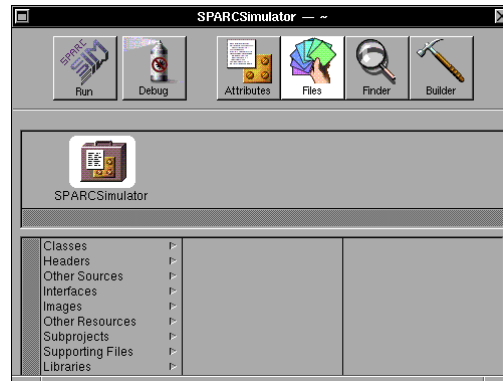 SPARCSimulator — ~
SPARC
SIM
Run
Debug
Attributes
Files
Finder
Builder
SPARCSimulator
Classes
Headers
Other Sources
Interfaces
Images
Other Resources
Subprojects
Supporting Files
Libraries